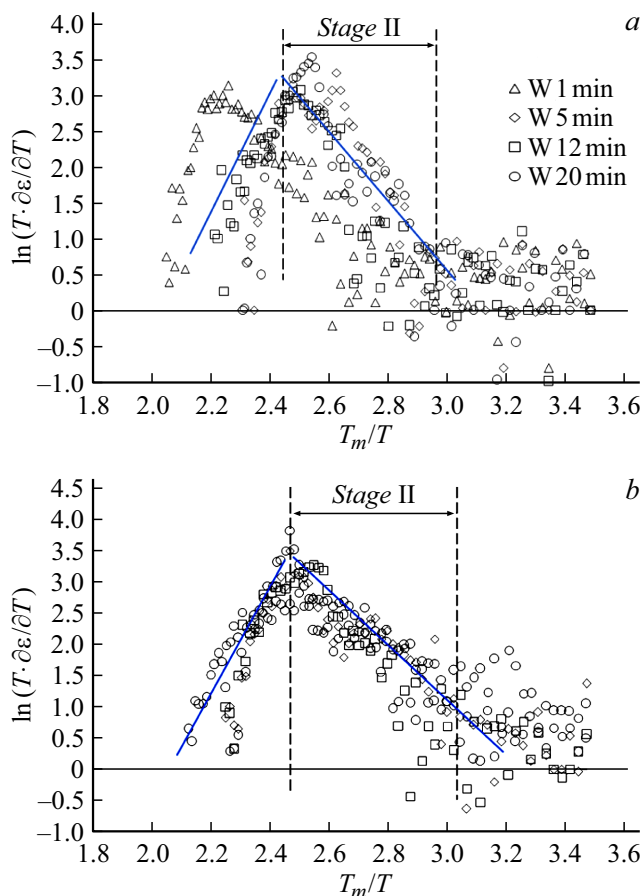 a
Stage II
ln (T · ∂ε/∂T)
4.0
3.5
3.0
2.5
2.0
1.5
1.0
0.5
0
–0.5
–1.0
W 1 min
W 5 min
W 12 min
W 20 min
1.8 2.0 2.2 2.4 2.6 2.8 3.0 3.2 3.4 3.6
Tm/T
b
Stage II
ln (T · ∂ε/∂T)
4.5
4.0
3.5
3.0
2.5
2.0
1.5
1.0
0.5
0
–0.5
–1.0
1.8 2.0 2.2 2.4 2.6 2.8 3.0 3.2 3.4 3.6
Tm/T